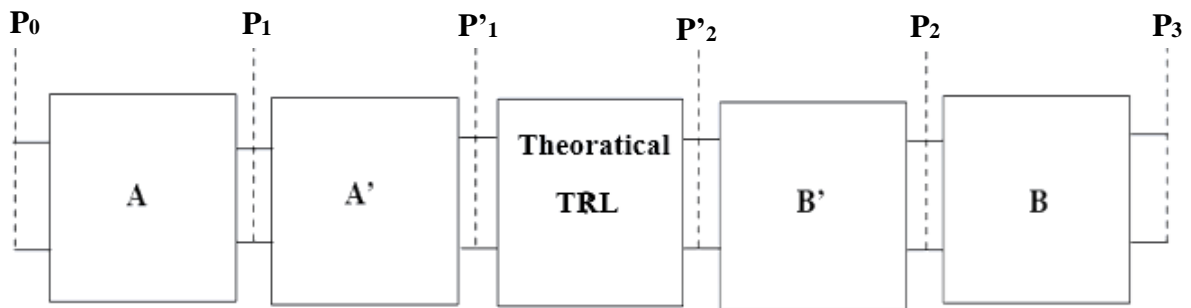 P0 P1 P’1 P’2 P2 P3
A A’ Theoratical B’ B
TRL